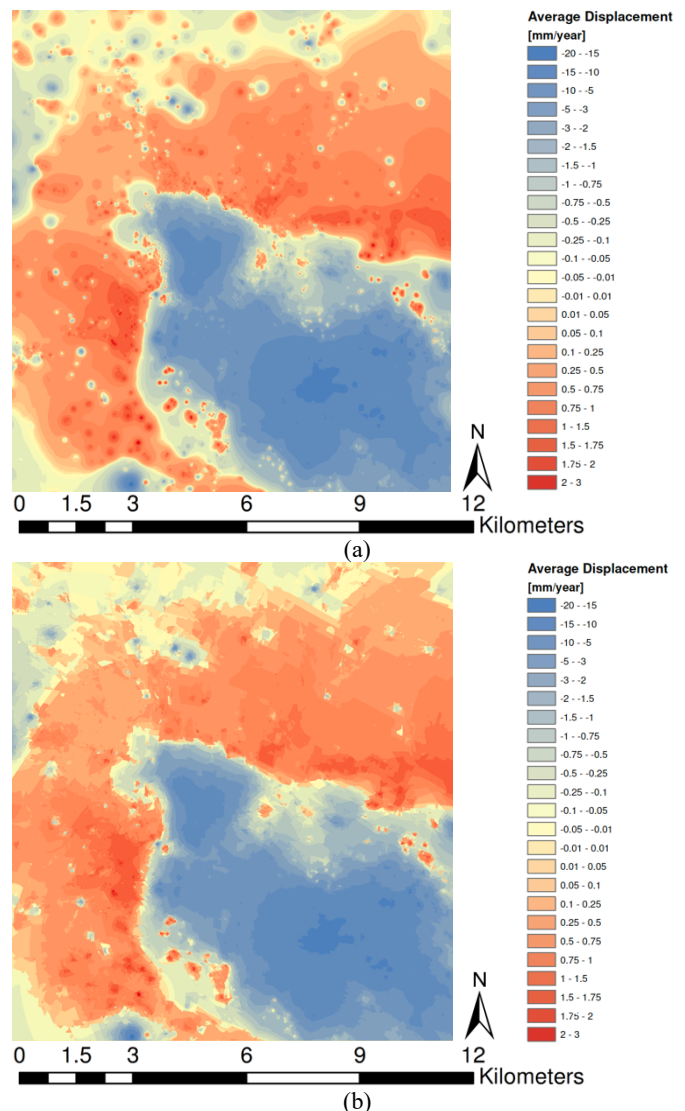 Average Displacement
[mm/year]
-20 - -15
-15 - -10
-10 - -5
-5 - -3
-3 - -2
-2 - -1.5
-1.5 - -1
-1 - -0.75
-0.75 - -0.5
-0.5 - -0.25
-0.25 - -0.1
-0.1 - -0.05
-0.05 - -0.01
-0.01 - 0.01
0.01 - 0.05
0.05 - 0.1
0.1 - 0.25
0.25 - 0.5
0.5 - 0.75
0.75 - 1
1 - 1.5
1.5 - 1.75
1.75 - 2
2 - 3
N
0 1.5 3 6 9 12
Kilometers
(a)
Average Displacement
[mm/year]
-20 - -15
-15 - -10
-10 - -5
-5 - -3
-3 - -2
-2 - -1.5
-1.5 - -1
-1 - -0.75
-0.75 - -0.5
-0.5 - -0.25
-0.25 - -0.1
-0.1 - -0.05
-0.05 - -0.01
-0.01 - 0.01
0.01 - 0.05
0.05 - 0.1
0.1 - 0.25
0.25 - 0.5
0.5 - 0.75
0.75 - 1
1 - 1.5
1.5 - 1.75
1.75 - 2
2 - 3
N
0 1.5 3 6 9 12
Kilometers
(b)